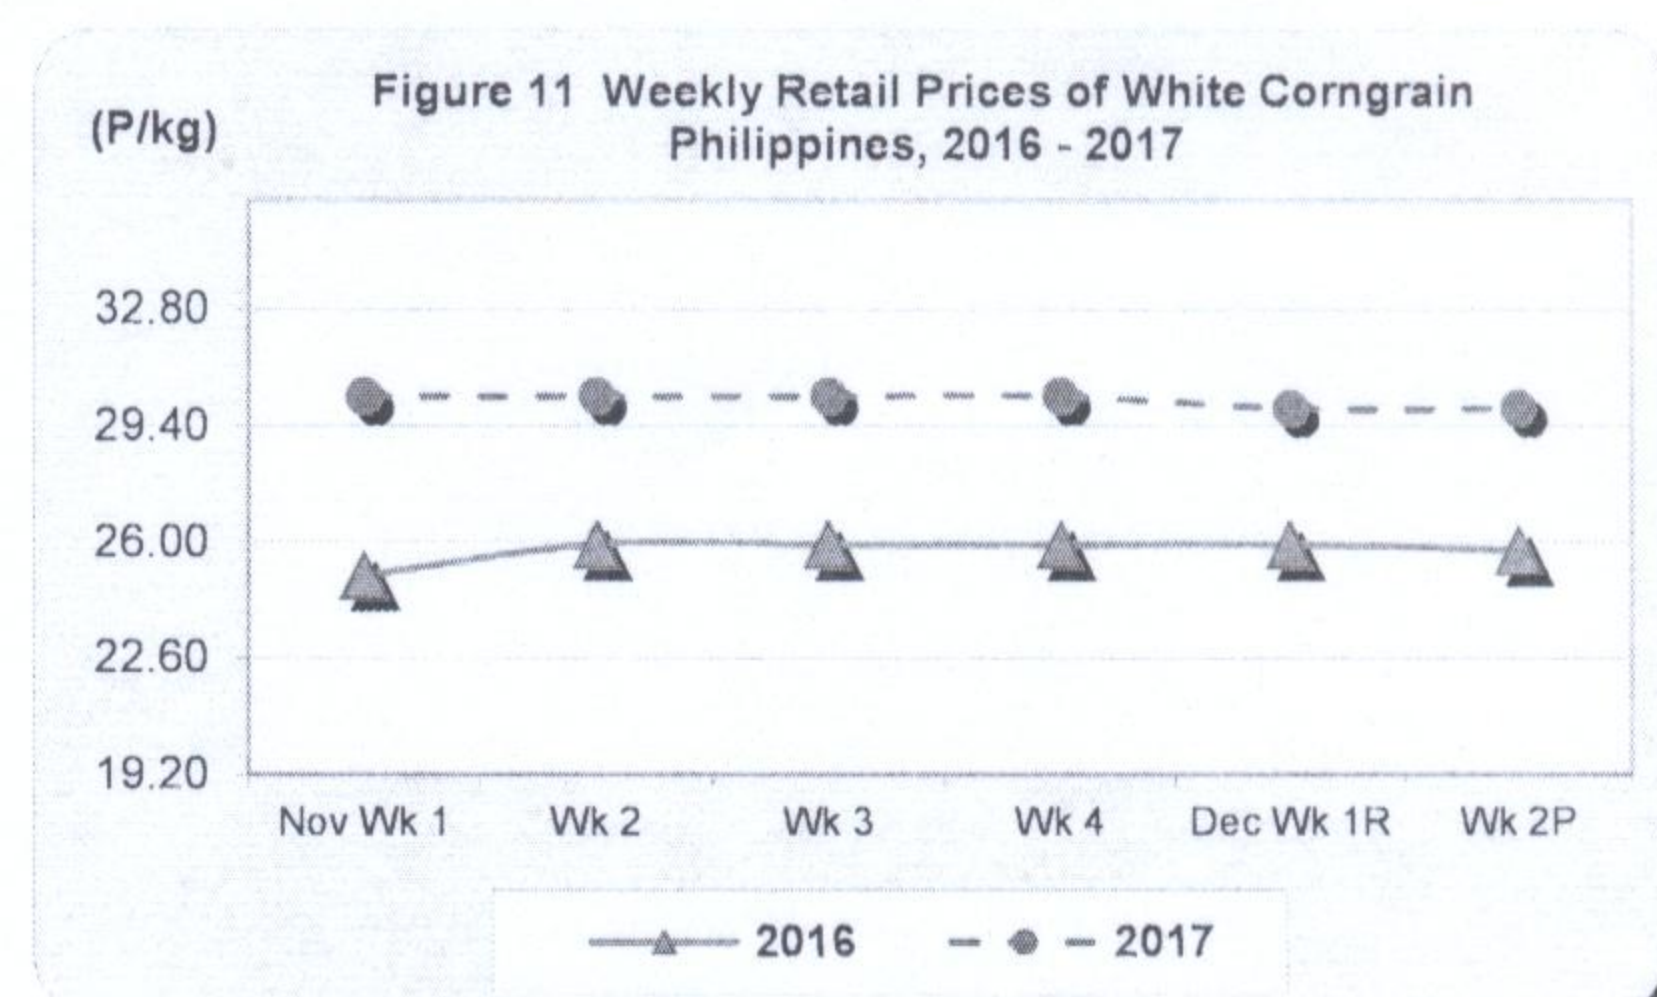 Figure 11 Weekly Retail Prices of White Corngrain
Philippines, 2016 - 2017
(P/kg)
32.80
29.40
26.00
22.60
19.20
Nov Wk 1 Wk 2 Wk 3 Wk 4 Dec Wk 1R Wk 2P
2016 2017